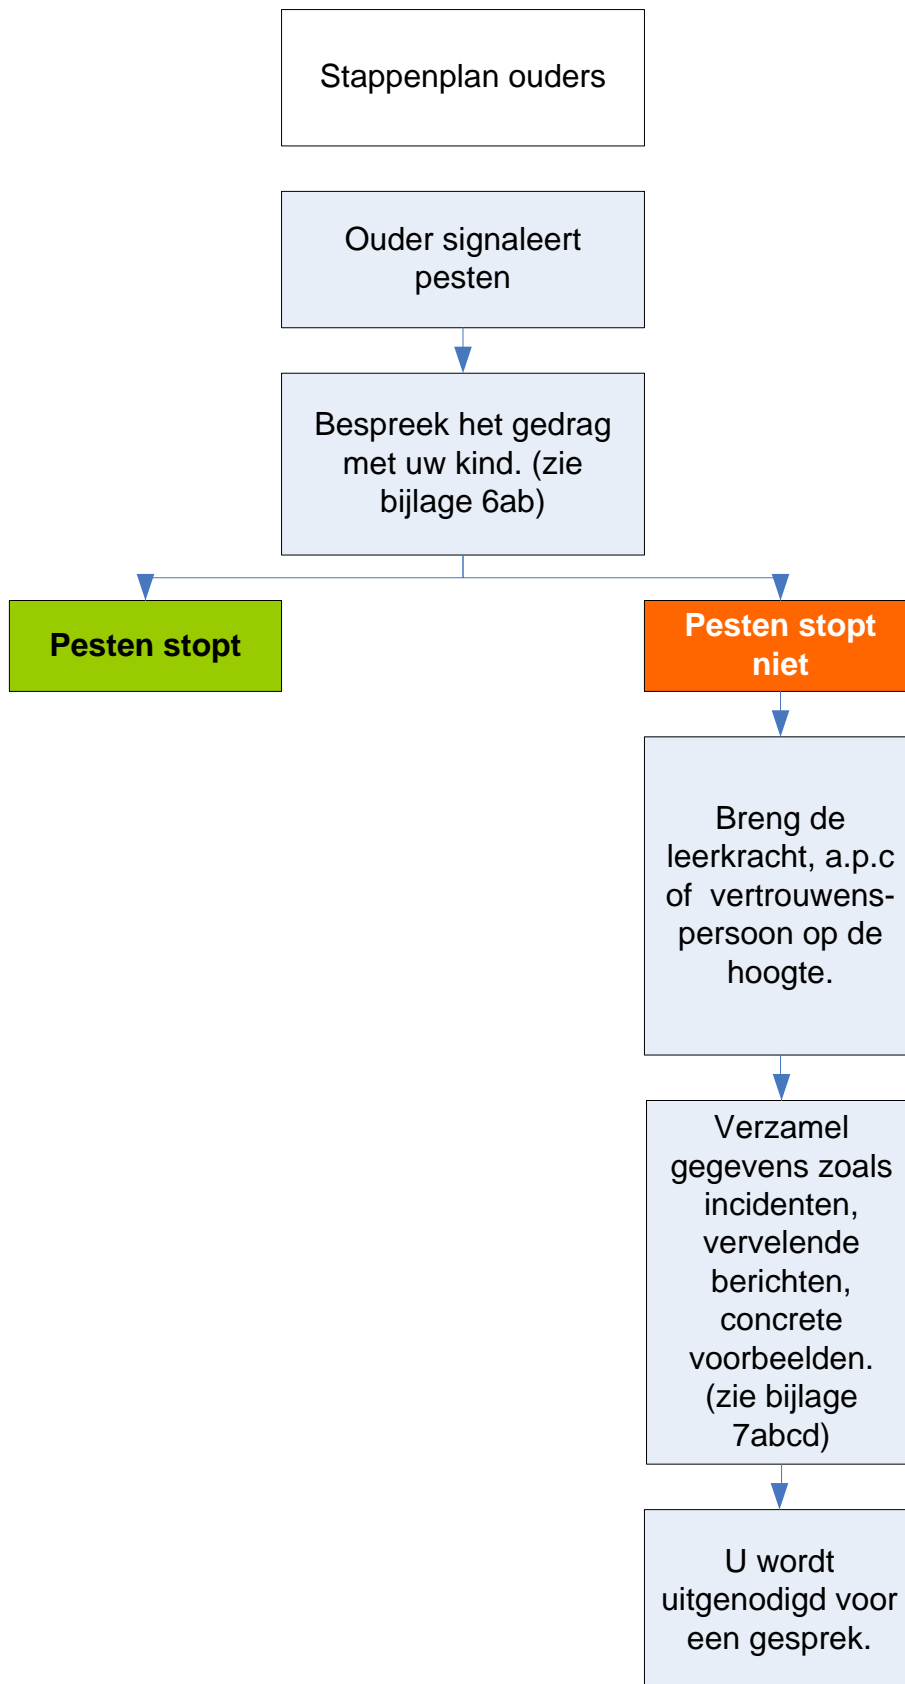 Stappenplan ouders
Ouder signaleert
pesten
Bespreek het gedrag
met uw kind. (zie
bijlage 6ab)
Pesten stopt
Pesten stopt
niet
Breng de
leerkracht, a.p.c
of  vertrouwens-
persoon op de
hoogte.
Verzamel
gegevens zoals
incidenten,
vervelende
berichten,
concrete
voorbeelden.
(zie bijlage
7abcd)
U wordt
uitgenodigd voor
een gesprek.